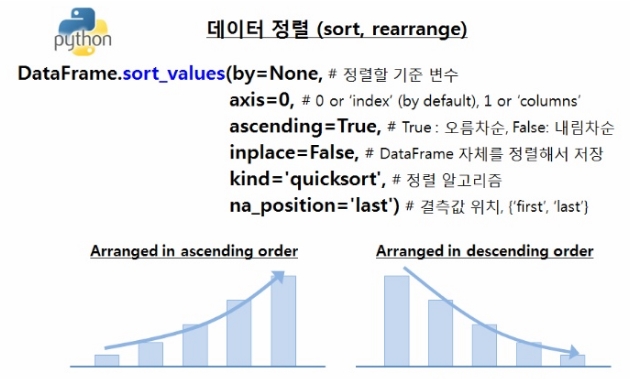 python
데이터 정렬 (sort, rearrange)
DataFrame.sort_values(by=None, # 정렬할 기준 변수
axis=0, # 0 or 'index' (by default), 1 or 'columns'
ascending=True, # True : 오름차순, False: 내림차순
inplace=False, # DataFrame 자체를 정렬해서 저장
kind='quicksort', # 정렬 알고리즘
na_position='last') # 결측값 위치, {'first', 'last'}
Arranged in ascending order
Arranged in descending order